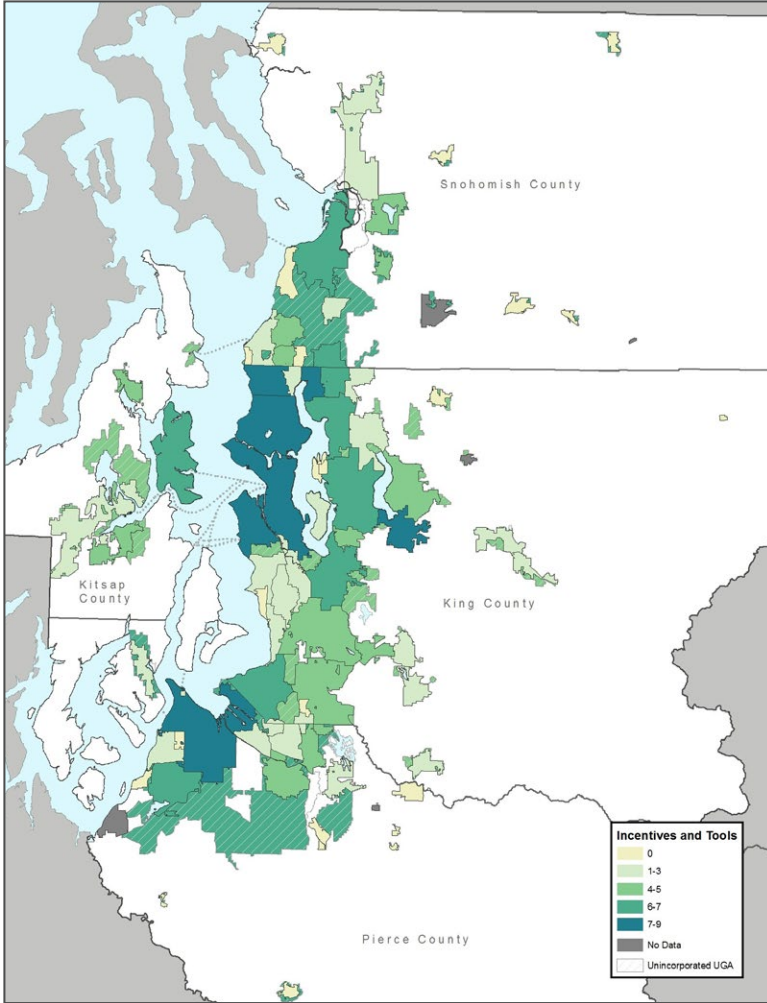 Snohomish County
Kitsap
County
King County
Incentives and Tools
0
1-3
4-5
6-7
7-9
No Data
Unincorporated UGA
Pierce County